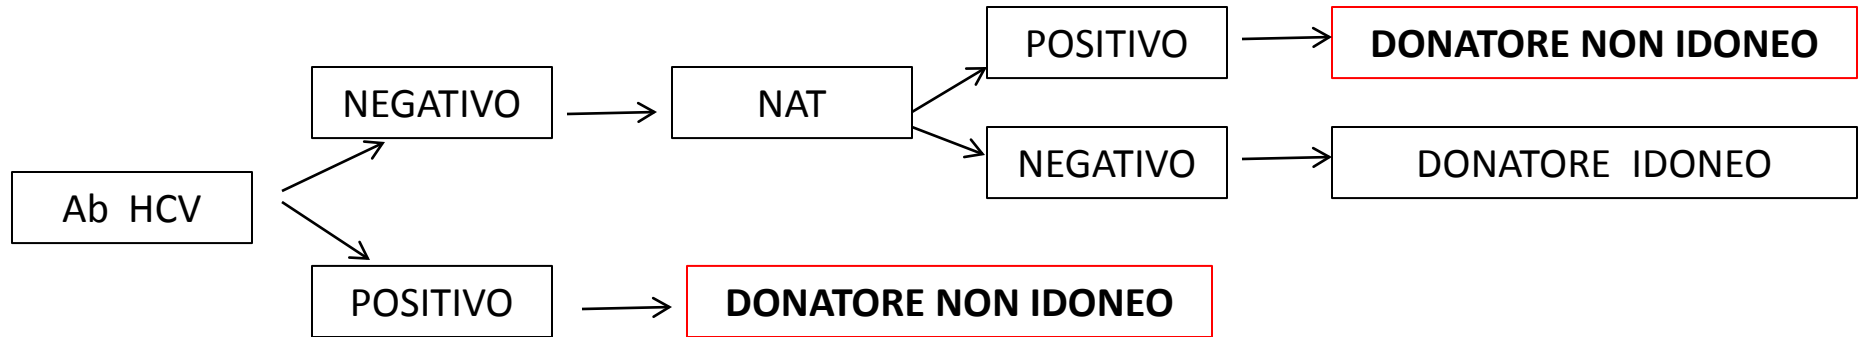 POSITIVO
DONATORE NON IDONEO
NEGATIVO
NAT
NEGATIVO
DONATORE  IDONEO
Ab  HCV
POSITIVO
DONATORE NON IDONEO